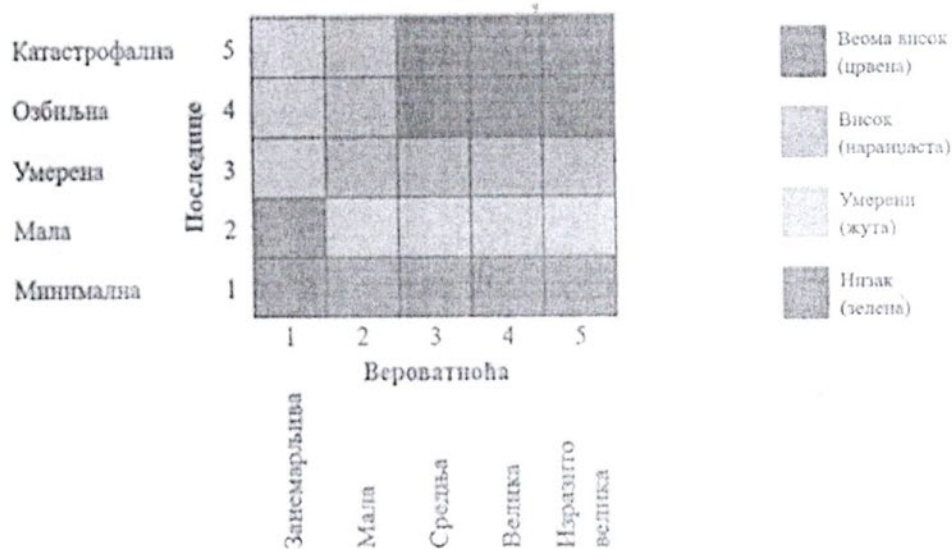 Катастрофална 5
Озбиљна 4
Умерена 3
Мала 2
Минимална 1
Последице
1 2 3 4 5
Вероватноћа
Занемарљива
Мала
Средња
Велика
Изразито
велика
Веома висок
(црвена)
Висок
(наранџаста)
Умерени
(жута)
Низак
(зелена)